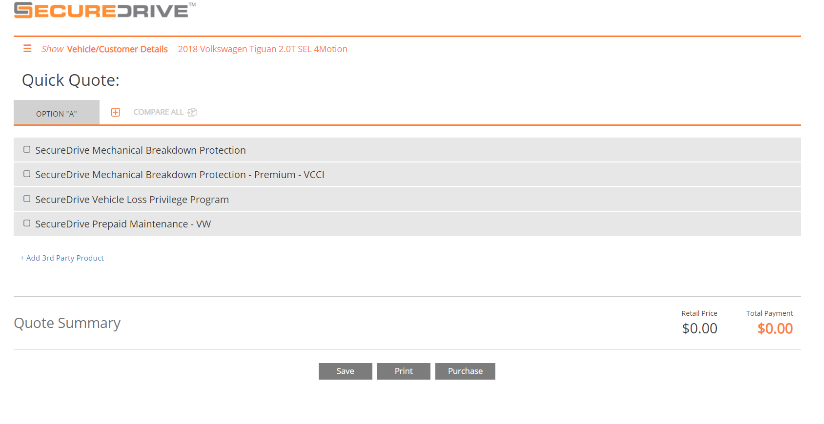 SECUREDRIVE™
Show Vehicle/Customer Details 2018 Volkswagen Tiguan 2.0T SEL 4Motion
Quick Quote:
OPTION "A" COMPARE ALL
SecureDrive Mechanical Breakdown Protection
SecureDrive Mechanical Breakdown Protection - Premium - VCCI
SecureDrive Vehicle Loss Privilege Program
SecureDrive Prepaid Maintenance - VW
+ Add 3rd Party Product
Retail Price Total Payment
Quote Summary $0.00 $0.00
Save Print Purchase